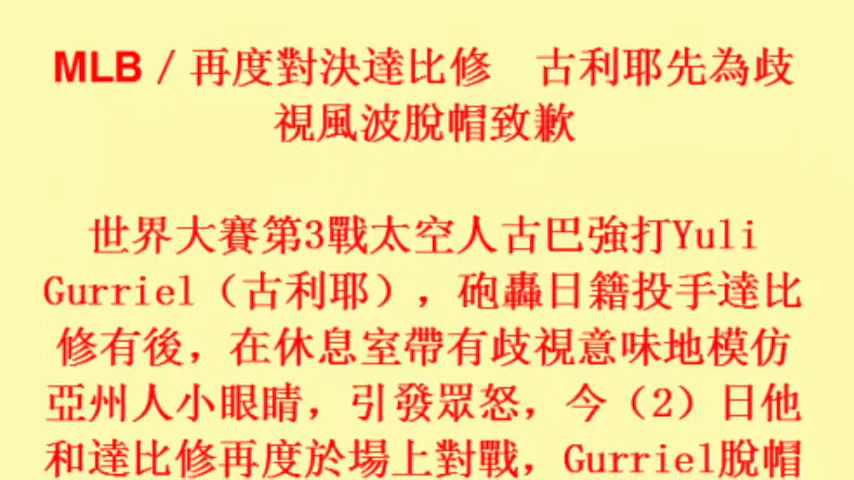 MLB / 再度對決達比修　古利耶先為歧
視風波脫帽致歉
世界大賽第3戰太空人古巴強打Yuli
Gurriel（古利耶），砲轟日籍投手達比
修有後，在休息室帶有歧視意味地模仿
亞州人小眼睛，引發眾怒，今（2）日他
和達比修再度於場上對戰，Gurriel脫帽